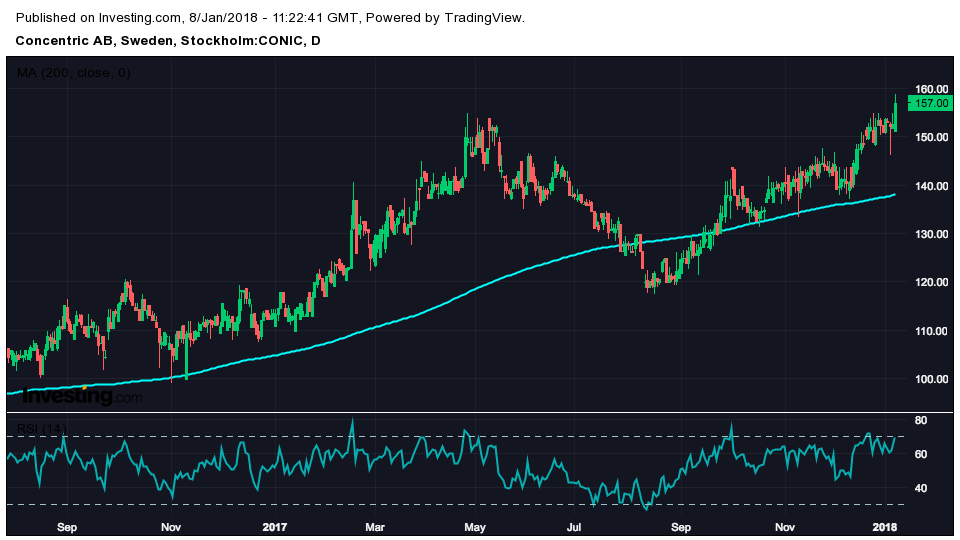 Published on Investing.com, 8/Jan/2018 - 11:22:41 GMT, Powered by TradingView.
Concentric AB, Sweden, Stockholm:CONIC, D
MA (200, close, 0)
160.00
157.00
150.00
140.00
130.00
120.00
110.00
100.00
Investing.com
RSI (14)
80
60
40
Sep Nov 2017 Mar May Jul Sep Nov 2018